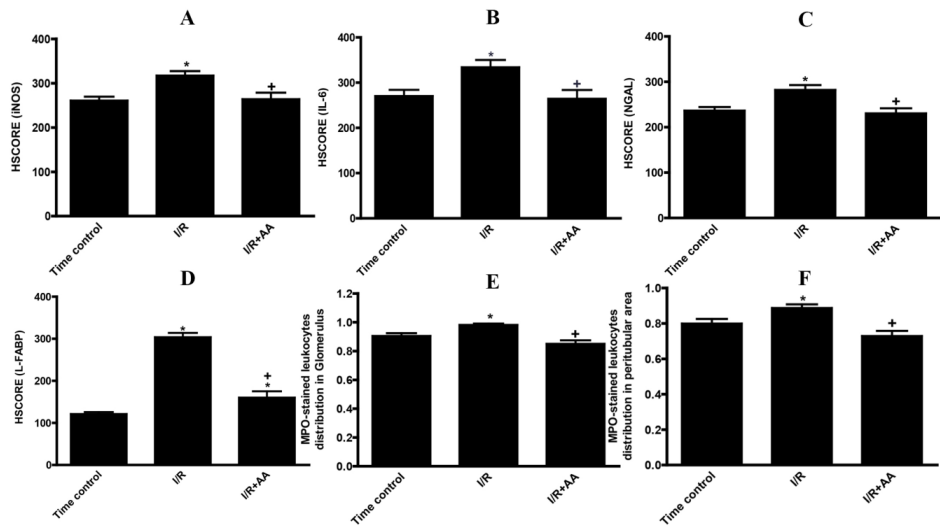 A
HSCORE (iNOS)
400
300
200
100
0
*
+
Time control
I/R
I/R+AA
B
HSCORE (IL-6)
400
300
200
100
0
*
+
Time control
I/R
I/R+AA
C
HSCORE (NGAL)
400
300
200
100
0
*
+
Time control
I/R
I/R+AA
D
HSCORE (L-FABP)
400
300
200
100
0
*
+
*
Time control
I/R
I/R+AA
E
MPO-stained leukocytes
distribution in Glomerulus
1.2
1.0
0.8
0.6
0.4
0.2
0.0
*
+
Time control
I/R
I/R+AA
F
MPO-stained leukocytes
distribution in peritubular area
1.0
0.8
0.6
0.4
0.2
0.0
*
+
Time control
I/R
I/R+AA